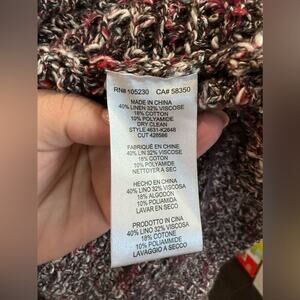 RN# 105230 CA# 58350
MADE IN CHINA
40% LINEN 32% VISCOSE
18% COTTON
10% POLYAMIDE
DRY CLEAN
STYLE 4631-K2848
CUT 426586
FABRIQUÉ EN CHINE
40% LIN 32% VISCOSE
18% COTON
10% POLYAMIDE
NETTOYER A SEC
HECHO EN CHINA
40% LINO 32% VISCOSA
18% ALGODÓN
10% POLIAMIDA
LAVAR EN SECO
PRODOTTO IN CINA
40% LINO 32% VISCOSA
18% COTONE
10% POLIAMMIDE
LAVAGGIO A SECCO